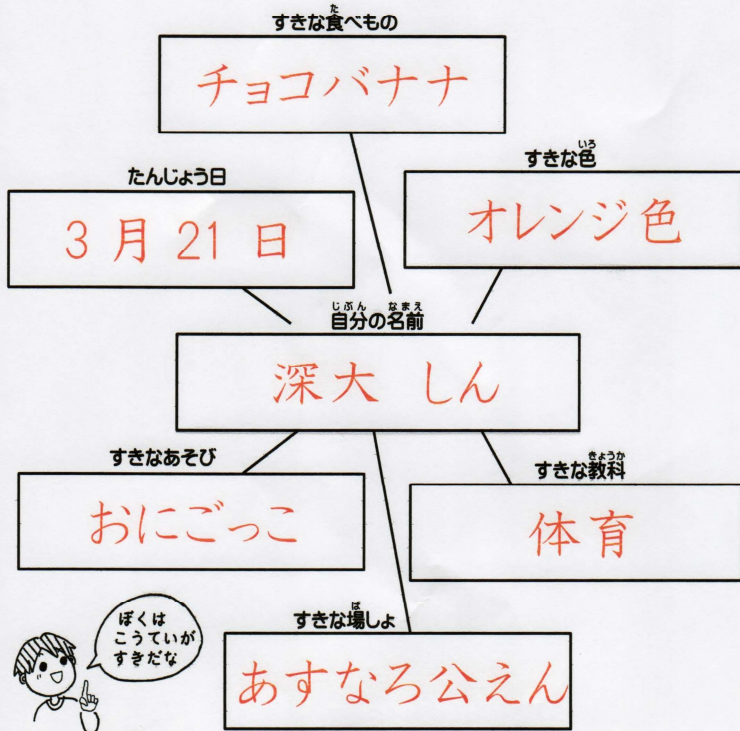 すきな食べもの
チョコバナナ
たんじょう日
3月21日
すきな色
オレンジ色
自分の名前
深大 しん
すきなあそび
おにごっこ
すきな教科
体育
すきな場しょ
あすなろ公えん
ぼくは
こうていが
すきだな